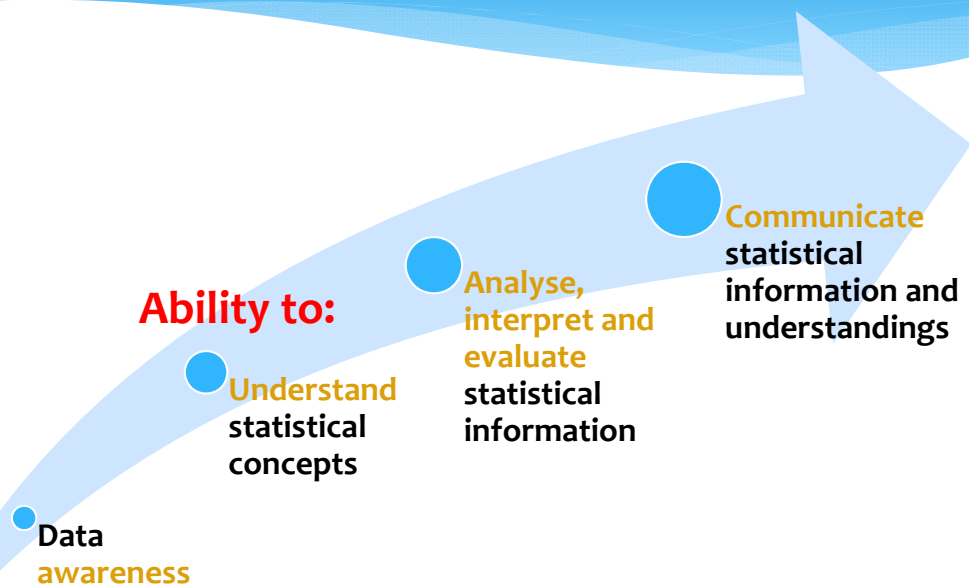 Ability to:
Data
awareness
Understand
statistical
concepts
Analyse,
interpret and
evaluate
statistical
information
Communicate
statistical
information and
understandings